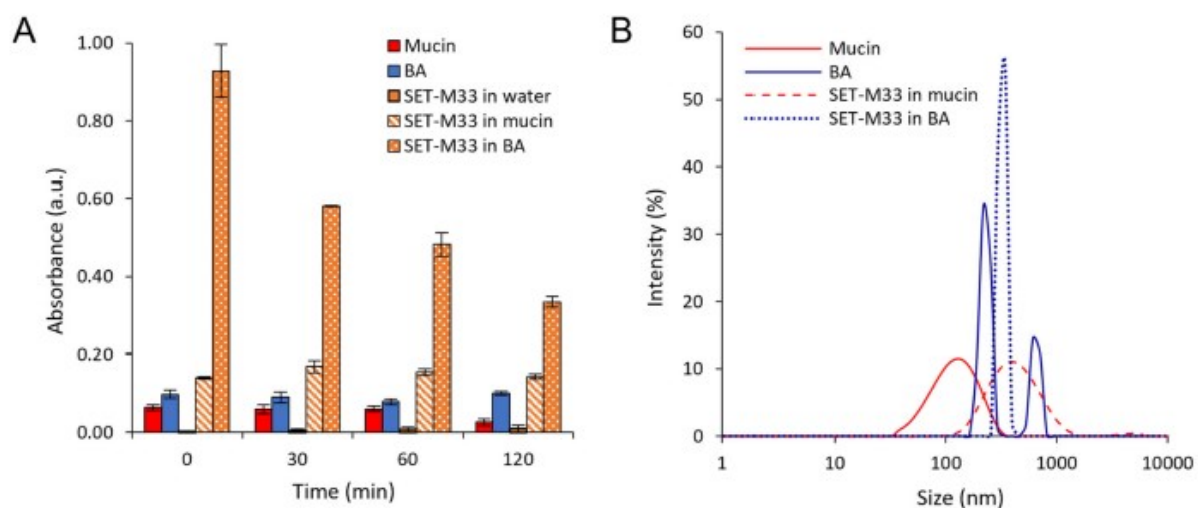 A
Absorbance (a.u.)
1.00
0.80
0.60
0.40
0.20
0.00
Mucin
BA
SET-M33 in water
SET-M33 in mucin
SET-M33 in BA
0 30 60 120
Time (min)
B
Intensity (%)
60
50
40
30
20
10
0
Mucin
BA
SET-M33 in mucin
SET-M33 in BA
1 10 100 1000 10000
Size (nm)